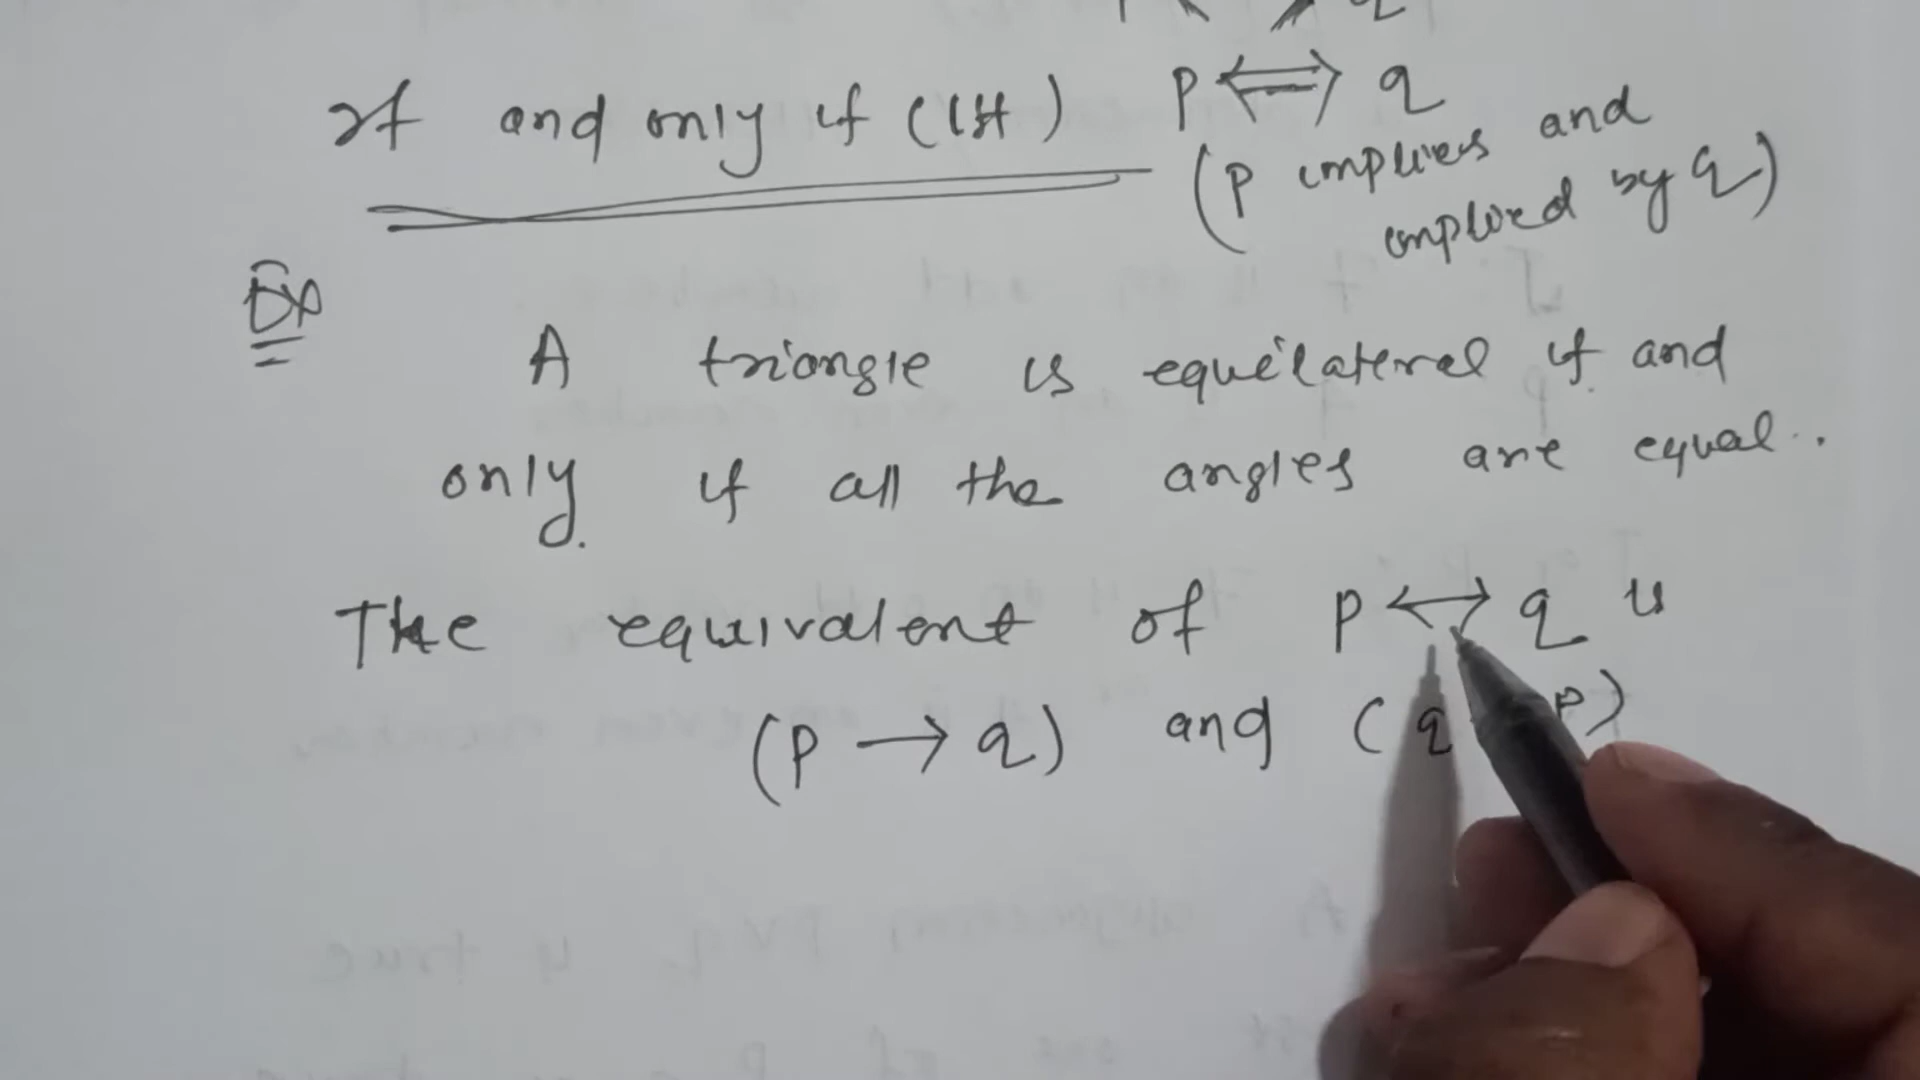 If and only if (iff) P ⟺ q
(P implies and
implied by q)
Ex
A triangle is equilateral if and
only if all the angles are equal.
The equivalent of P ↔ q is
(P → q) and (q P)